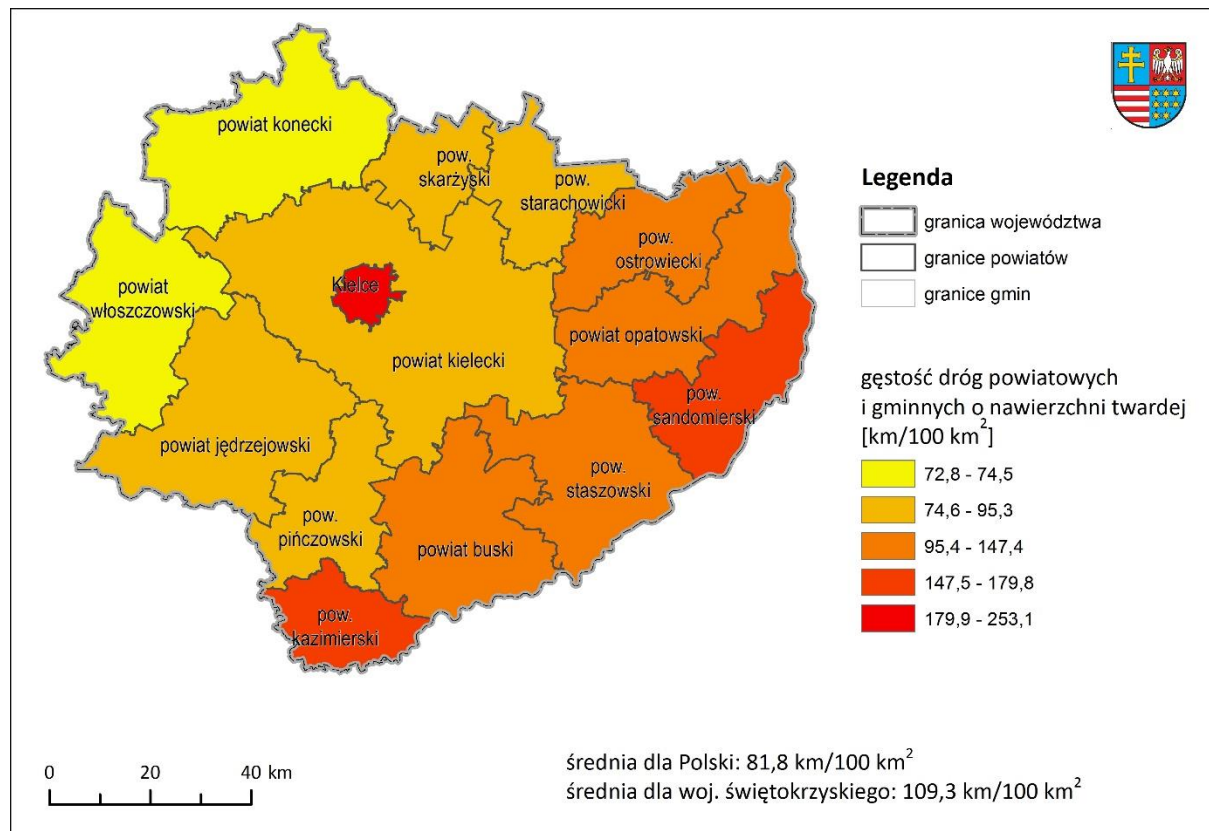 powiat konecki
pow.
skarżyski
pow.
starachowicki
pow.
ostrowiecki
powiat
włoszczowski
Kielce
powiat opatowski
powiat kielecki
pow.
sandomierski
powiat jędrzejowski
pow.
staszowski
pow.
pińczowski
powiat buski
pow.
kazimierski
Legenda
granica województwa
granice powiatów
granice gmin
gęstość dróg powiatowych
i gminnych o nawierzchni twardej
[km/100 km²]
72,8 - 74,5
74,6 - 95,3
95,4 - 147,4
147,5 - 179,8
179,9 - 253,1
0 20 40 km
średnia dla Polski: 81,8 km/100 km²
średnia dla woj. świętokrzyskiego: 109,3 km/100 km²